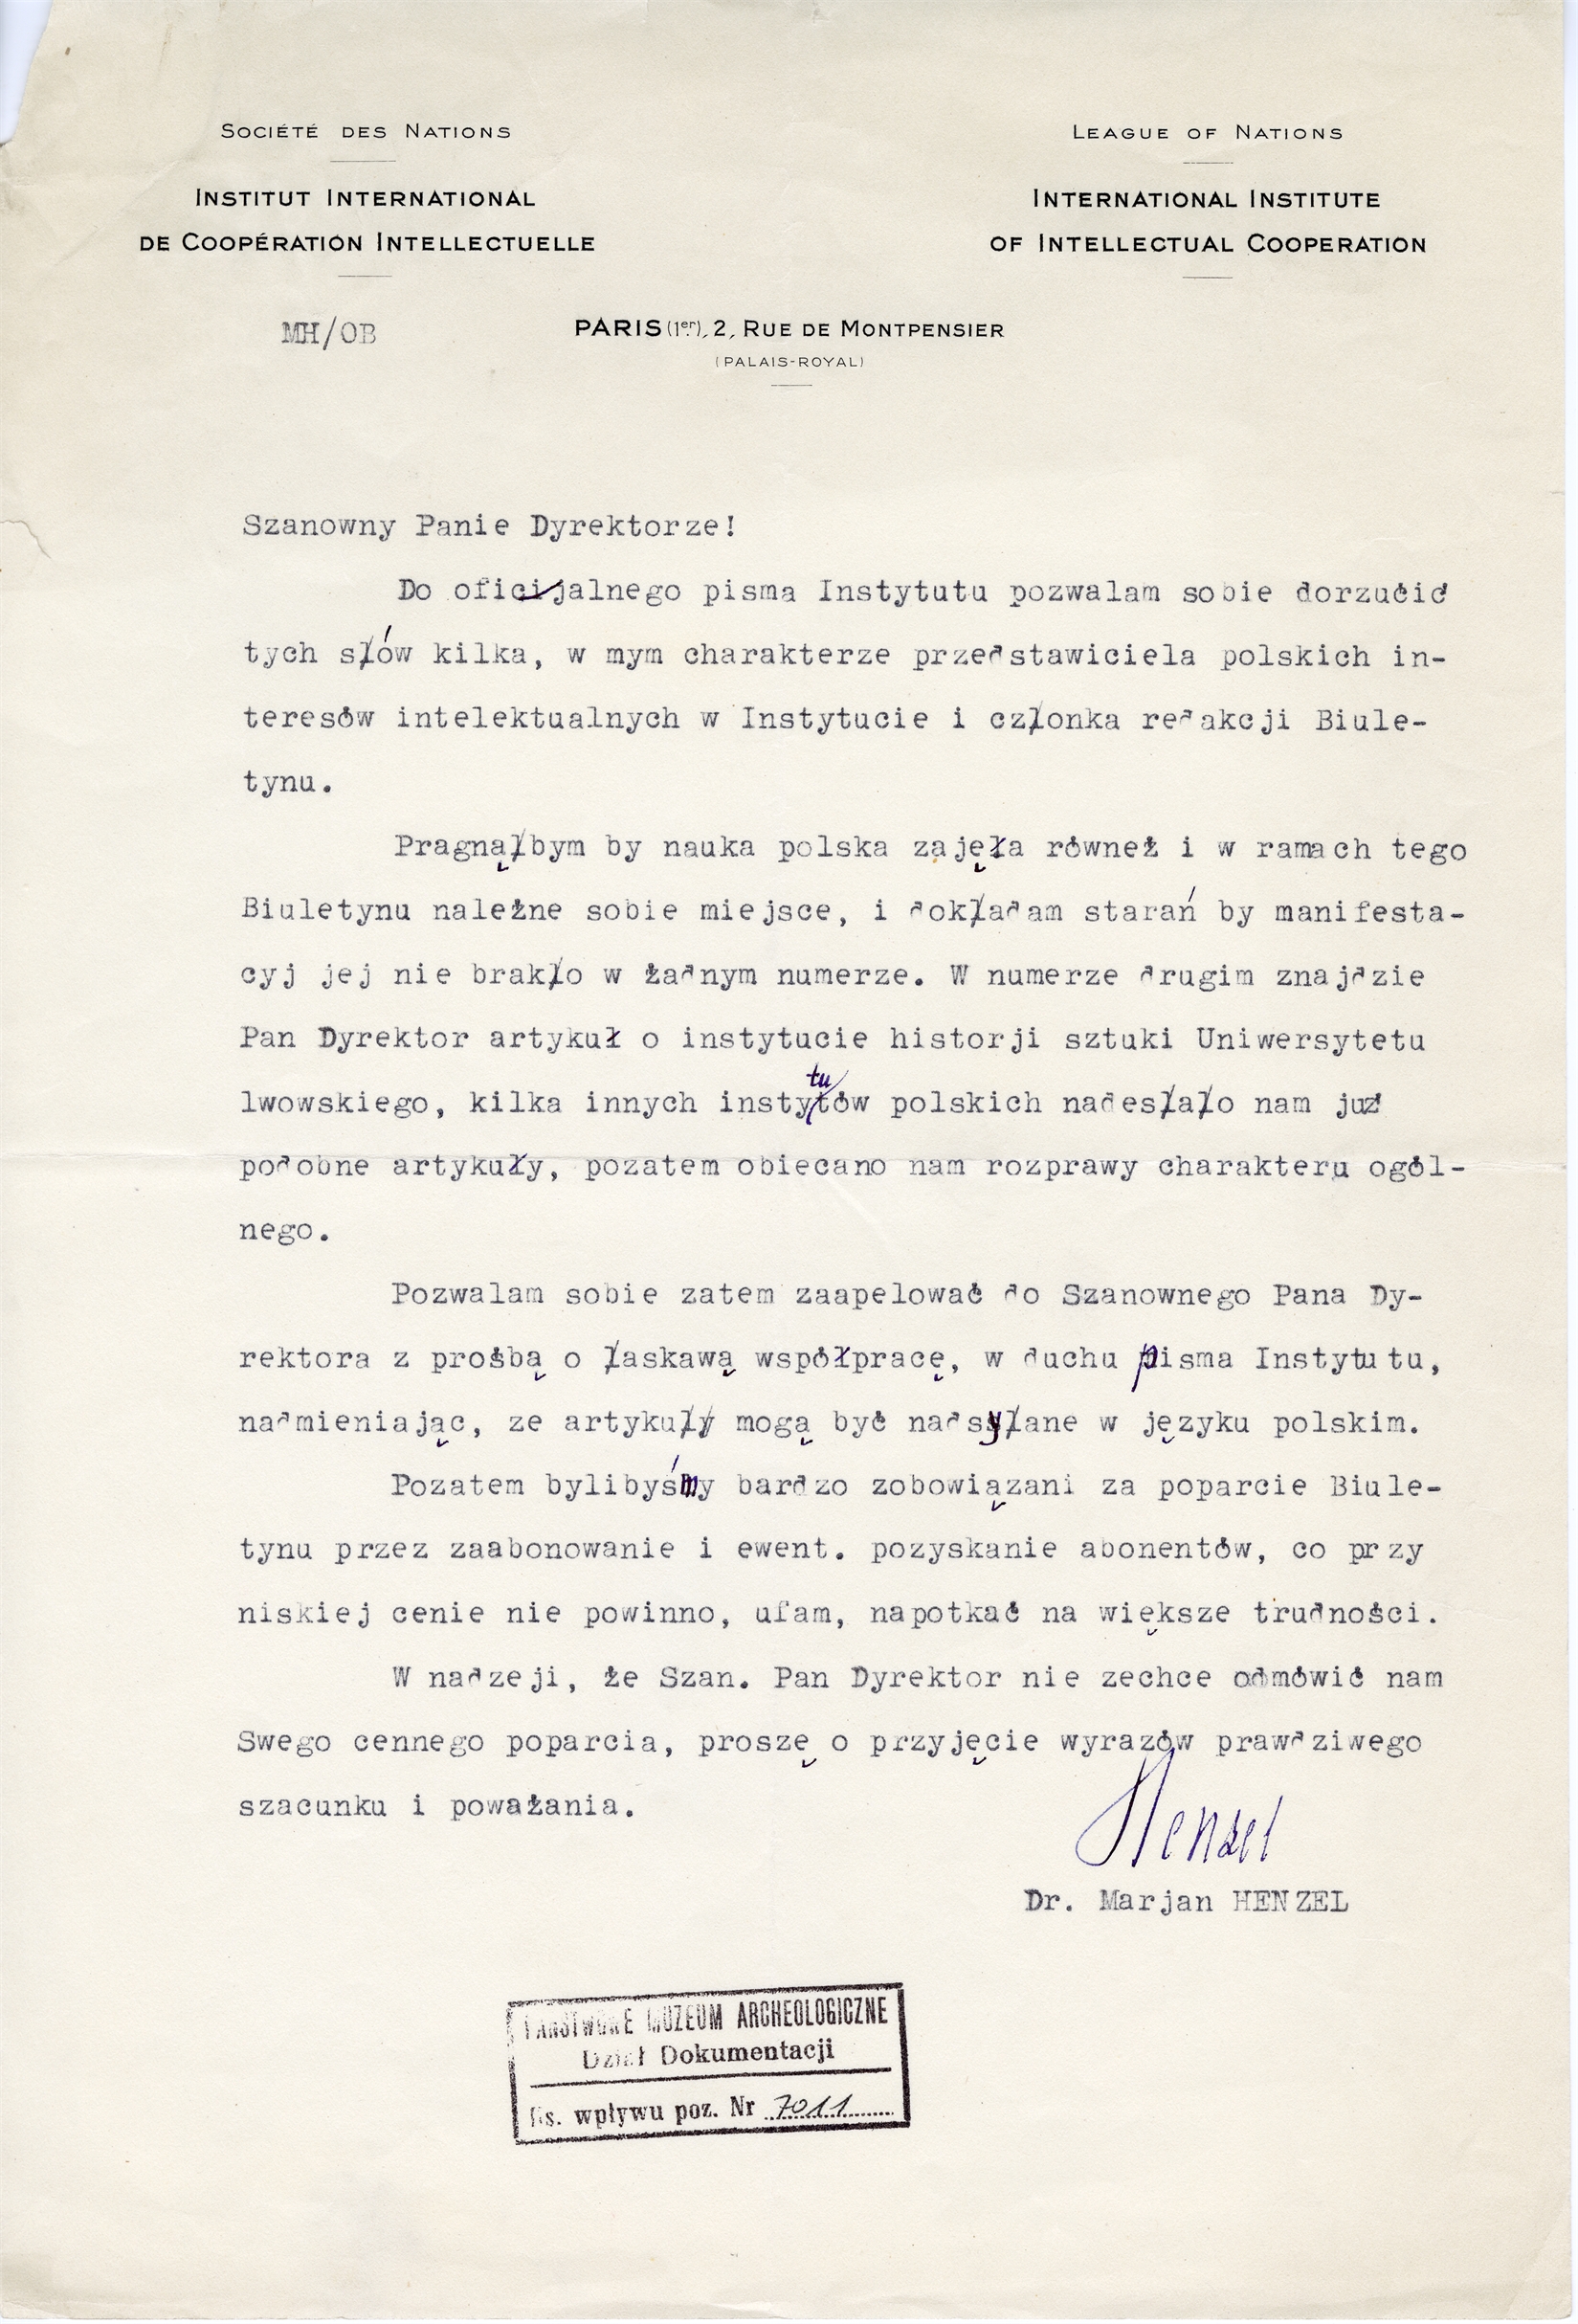 SOCIÉTÉ DES NATIONS
INSTITUT INTERNATIONAL
DE COOPÉRATION INTELLECTUELLE
LEAGUE OF NATIONS
INTERNATIONAL INSTITUTE
OF INTELLECTUAL COOPERATION
MH/OB
PARIS (1er), 2, RUE DE MONTPENSIER
(PALAIS-ROYAL)
Szanowny Panie Dyrektorze!
Do oficjalnego pisma Instytutu pozwalam sobie dorzucić
tych słów kilka, w mym charakterze przedstawiciela polskich in-
teresów intelektualnych w Instytucie i członka redakcji Biule-
tynu.
Pragnąłbym by nauka polska zajęła równeż i w ramach tego
Biuletynu należne sobie miejsce, i dokładam starań by manifesta-
cyj jej nie brakło w żadnym numerze. W numerze drugim znajdzie
Pan Dyrektor artykuł o instytucie historji sztuki Uniwersytetu
lwowskiego, kilka innych instytutów polskich nadesłało nam już
podobne artykuły, pozatem obiecano nam rozprawy charakteru ogól-
nego.
Pozwalam sobie zatem zaapelować do Szanownego Pana Dy-
rektora z prośbą o łaskawą współpracę, w duchu pisma Instytutu,
nadmieniając, ze artykuły mogą być nadsyłane w języku polskim.
Pozatem bylibyśmy bardzo zobowiązani za poparcie Biule-
tynu przez zaabonowanie i ewent. pozyskanie abonentów, co przy
niskiej cenie nie powinno, ufam, napotkać na większe trudności.
W nadzeji, że Szan. Pan Dyrektor nie zechce odmówić nam
Swego cennego poparcia, proszę o przyjęcie wyrazów prawdziwego
szacunku i poważania.
Henzel
Dr. Marjan HENZEL
PAŃSTWOWE MUZEUM ARCHEOLOGICZNE
Dział Dokumentacji
Ks. wpływu poz. Nr 7011